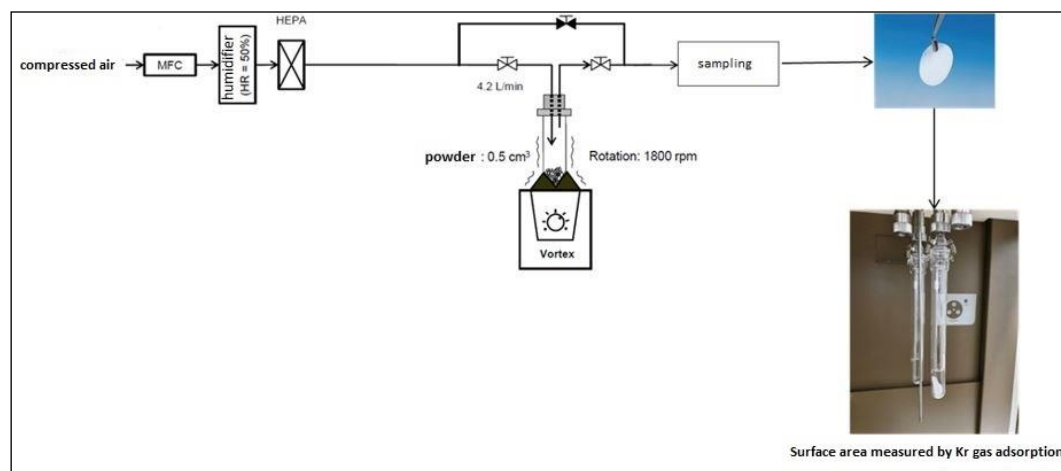 HEPA
compressed air
MFC
humidifier
(HR = 50%)
4.2 L/min
sampling
powder : 0.5 cm³
Rotation: 1800 rpm
Vortex
Surface area measured by Kr gas adsorption